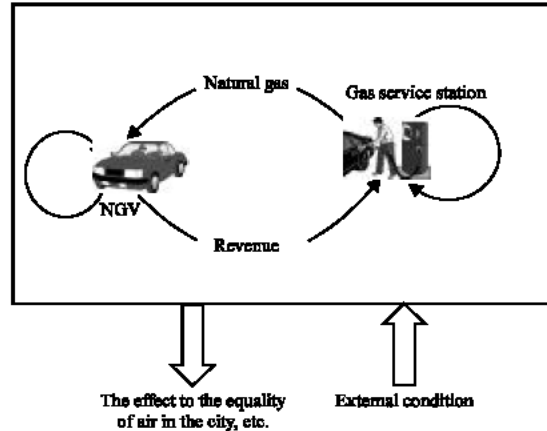 Natural gas
Gas service station
NGV
Revenue
The effect to the equality
of air in the city, etc.
External condition